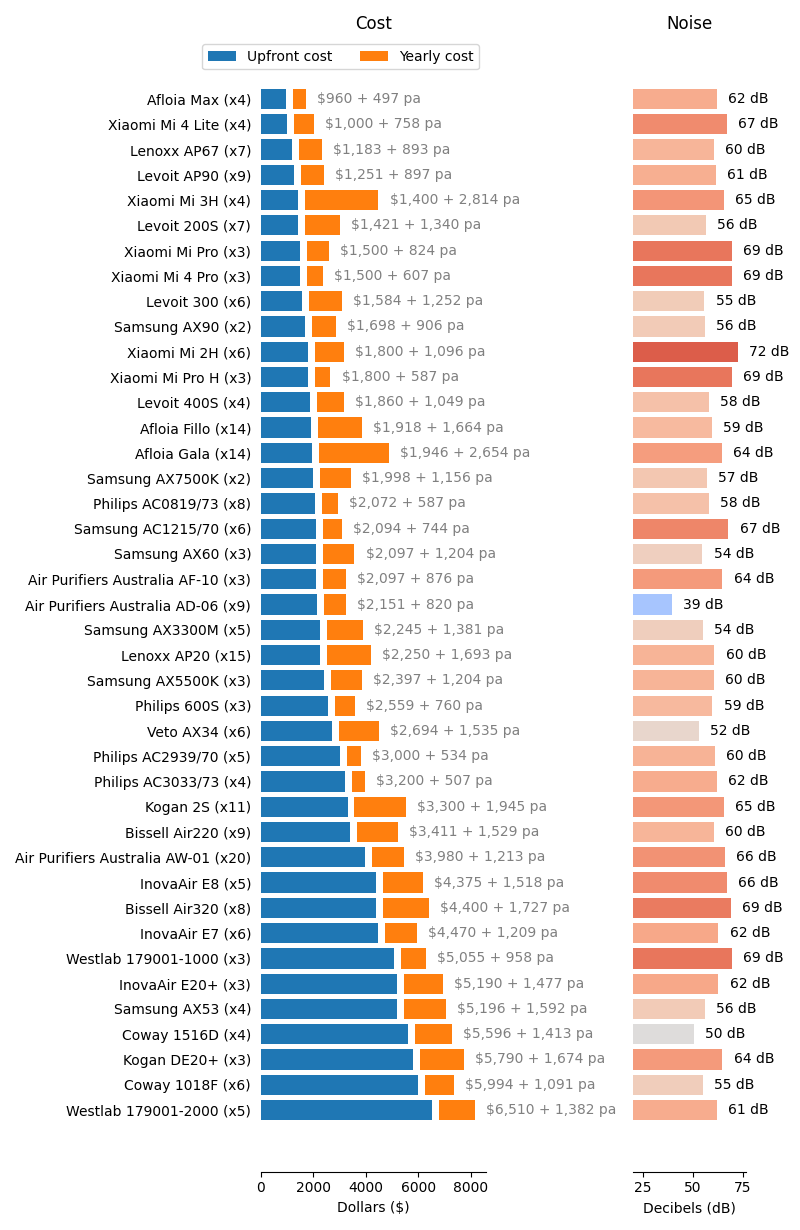 Cost Noise
Upfront cost Yearly cost
Afloia Max (x4) $960 + 497 pa 62 dB
Xiaomi Mi 4 Lite (x4) $1,000 + 758 pa 67 dB
Lenoxx AP67 (x7) $1,183 + 893 pa 60 dB
Levoit AP90 (x9) $1,251 + 897 pa 61 dB
Xiaomi Mi 3H (x4) $1,400 + 2,814 pa 65 dB
Levoit 200S (x7) $1,421 + 1,340 pa 56 dB
Xiaomi Mi Pro (x3) $1,500 + 824 pa 69 dB
Xiaomi Mi 4 Pro (x3) $1,500 + 607 pa 69 dB
Levoit 300 (x6) $1,584 + 1,252 pa 55 dB
Samsung AX90 (x2) $1,698 + 906 pa 56 dB
Xiaomi Mi 2H (x6) $1,800 + 1,096 pa 72 dB
Xiaomi Mi Pro H (x3) $1,800 + 587 pa 69 dB
Levoit 400S (x4) $1,860 + 1,049 pa 58 dB
Afloia Fillo (x14) $1,918 + 1,664 pa 59 dB
Afloia Gala (x14) $1,946 + 2,654 pa 64 dB
Samsung AX7500K (x2) $1,998 + 1,156 pa 57 dB
Philips AC0819/73 (x8) $2,072 + 587 pa 58 dB
Samsung AC1215/70 (x6) $2,094 + 744 pa 67 dB
Samsung AX60 (x3) $2,097 + 1,204 pa 54 dB
Air Purifiers Australia AF-10 (x3) $2,097 + 876 pa 64 dB
Air Purifiers Australia AD-06 (x9) $2,151 + 820 pa 39 dB
Samsung AX3300M (x5) $2,245 + 1,381 pa 54 dB
Lenoxx AP20 (x15) $2,250 + 1,693 pa 60 dB
Samsung AX5500K (x3) $2,397 + 1,204 pa 60 dB
Philips 600S (x3) $2,559 + 760 pa 59 dB
Veto AX34 (x6) $2,694 + 1,535 pa 52 dB
Philips AC2939/70 (x5) $3,000 + 534 pa 60 dB
Philips AC3033/73 (x4) $3,200 + 507 pa 62 dB
Kogan 2S (x11) $3,300 + 1,945 pa 65 dB
Bissell Air220 (x9) $3,411 + 1,529 pa 60 dB
Air Purifiers Australia AW-01 (x20) $3,980 + 1,213 pa 66 dB
InovaAir E8 (x5) $4,375 + 1,518 pa 66 dB
Bissell Air320 (x8) $4,400 + 1,727 pa 69 dB
InovaAir E7 (x6) $4,470 + 1,209 pa 62 dB
Westlab 179001-1000 (x3) $5,055 + 958 pa 69 dB
InovaAir E20+ (x3) $5,190 + 1,477 pa 62 dB
Samsung AX53 (x4) $5,196 + 1,592 pa 56 dB
Coway 1516D (x4) $5,596 + 1,413 pa 50 dB
Kogan DE20+ (x3) $5,790 + 1,674 pa 64 dB
Coway 1018F (x6) $5,994 + 1,091 pa 55 dB
Westlab 179001-2000 (x5) $6,510 + 1,382 pa 61 dB
0 2000 4000 6000 8000 25 50 75
Dollars ($) Decibels (dB)